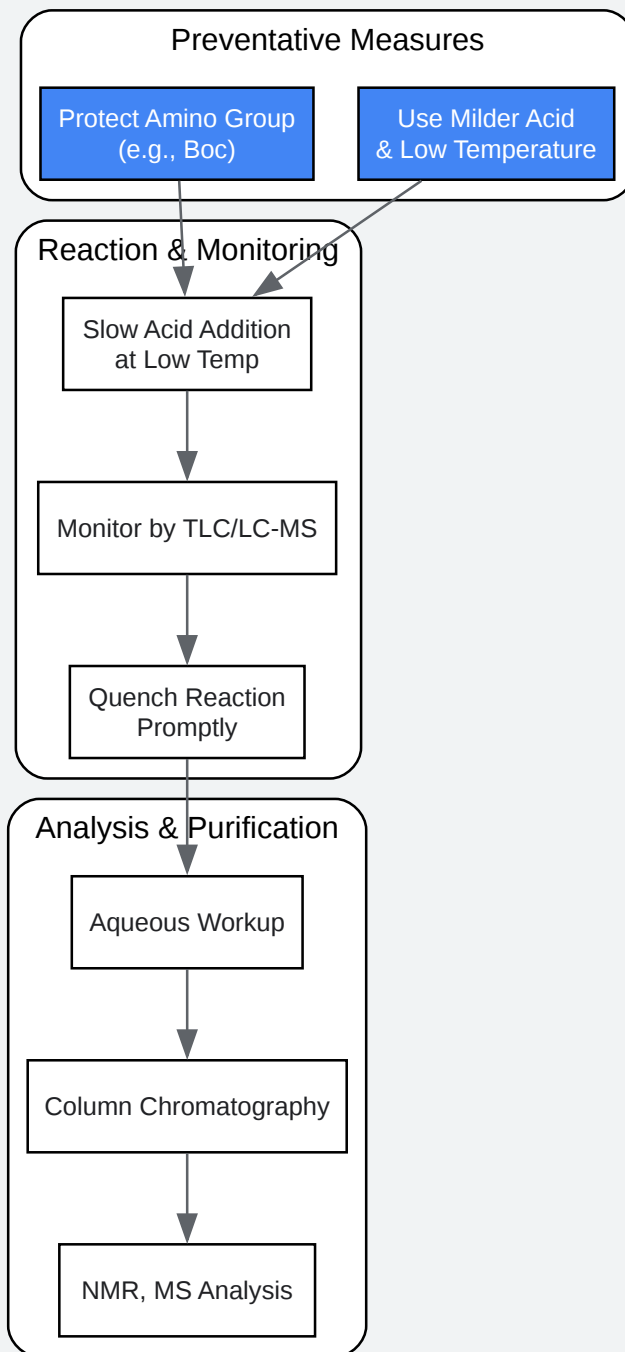 Preventative Measures
Protect Amino Group
(e.g., Boc)
Use Milder Acid
& Low Temperature
Reaction & Monitoring
Slow Acid Addition
at Low Temp
Monitor by TLC/LC-MS
Quench Reaction
Promptly
Analysis & Purification
Aqueous Workup
Column Chromatography
NMR, MS Analysis